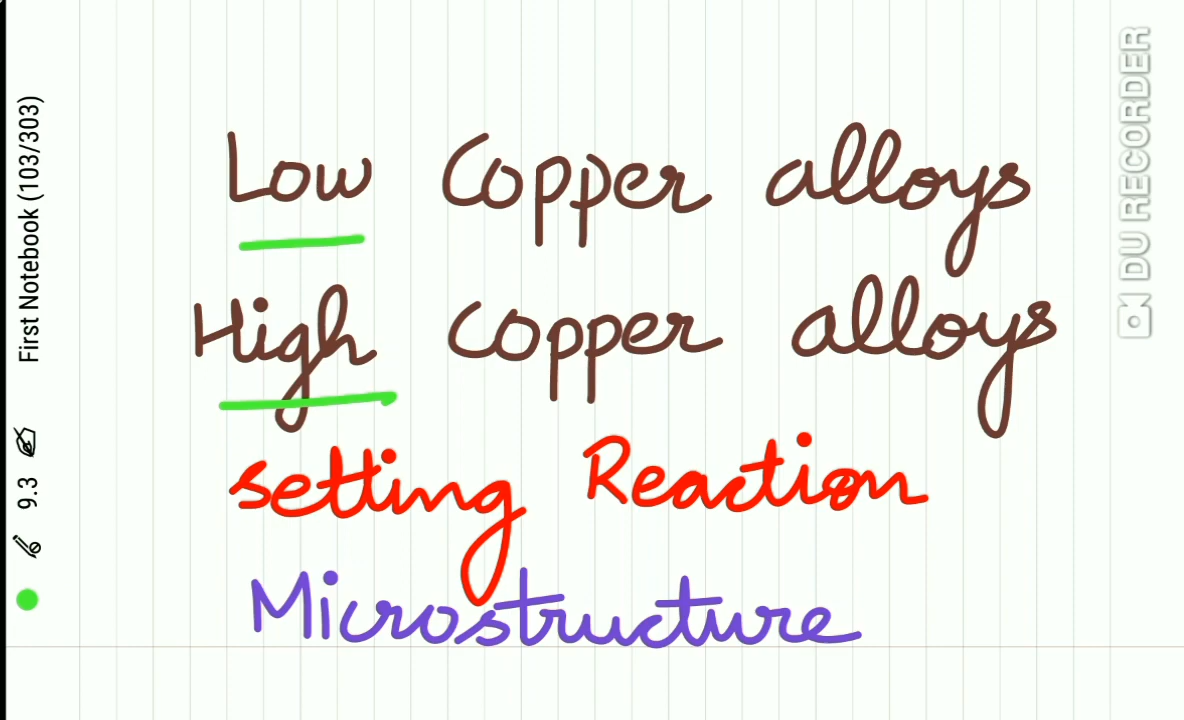 Low Copper alloys
High copper alloys
setting Reaction
Microstructure
First Notebook (103/303)
9.3
DU RECORDER